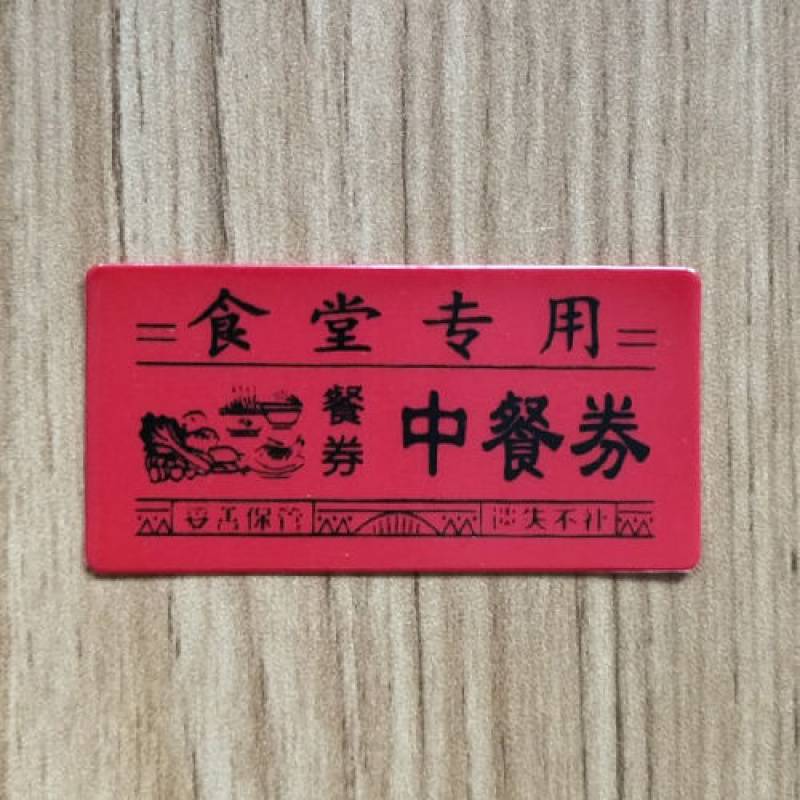 食堂专用
餐券
中餐券
妥善保管
遗失不补